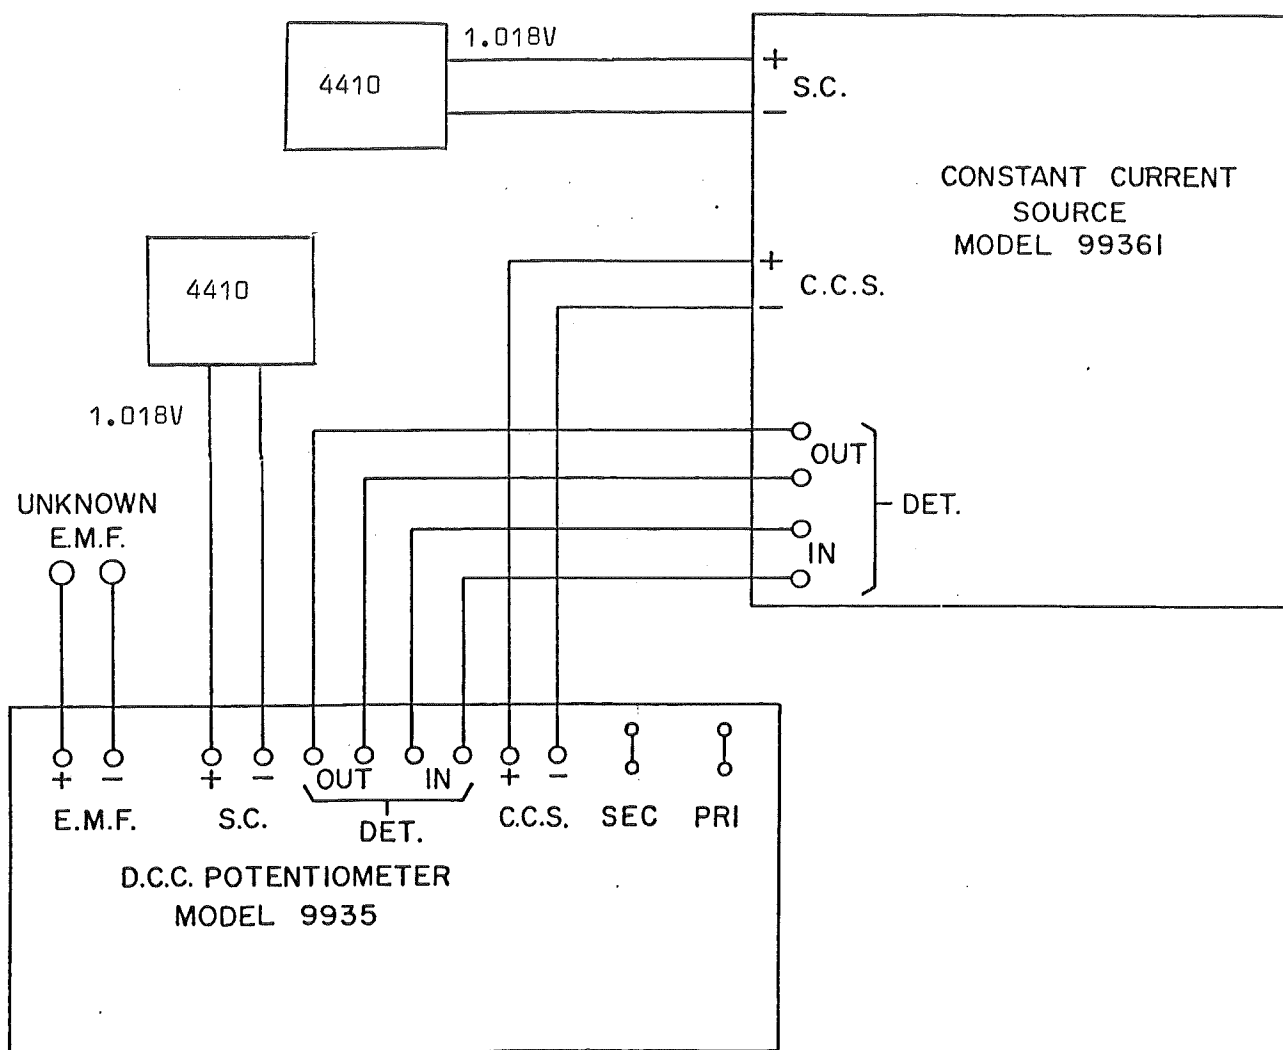 1.018V
4410
+
S.C.
−
CONSTANT CURRENT
SOURCE
MODEL 99361
+
C.C.S.
−
4410
1.018V
OUT
IN
DET.
UNKNOWN
E.M.F.
+ −
+ −
OUT IN
+ −
E.M.F. S.C. DET. C.C.S. SEC PRI
D.C.C. POTENTIOMETER
MODEL 9935